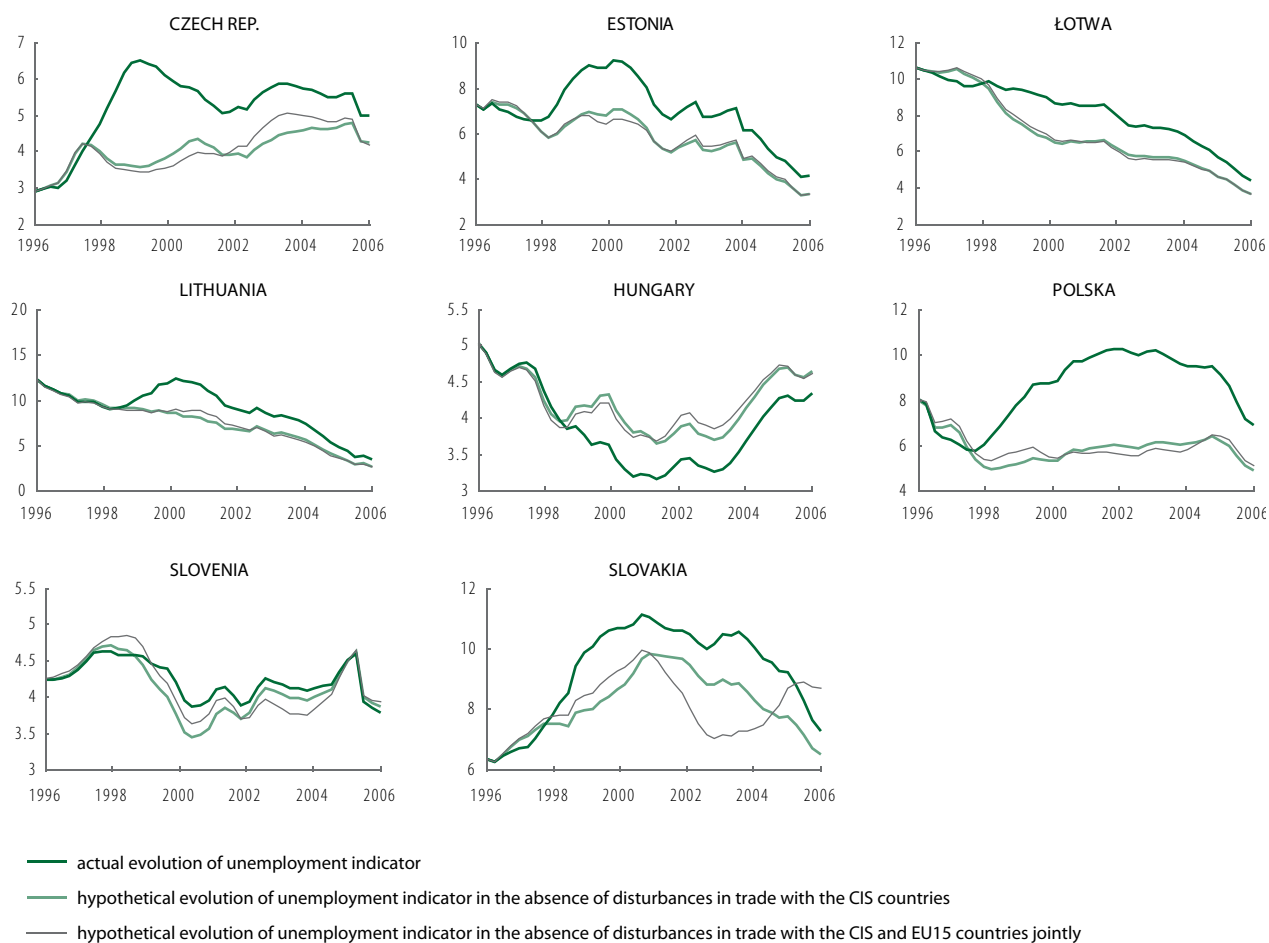 CZECH REP.
7
6
5
4
3
2
1996 1998 2000 2002 2004 2006
ESTONIA
10
8
6
4
2
1996 1998 2000 2002 2004 2006
ŁOTWA
12
10
8
6
4
2
1996 1998 2000 2002 2004 2006
LITHUANIA
20
15
10
5
0
1996 1998 2000 2002 2004 2006
HUNGARY
5.5
5
4.5
4
3.5
3
1996 1998 2000 2002 2004 2006
POLSKA
12
10
8
6
4
1996 1998 2000 2002 2004 2006
SLOVENIA
5.5
5
4.5
4
3.5
3
1996 1998 2000 2002 2004 2006
SLOVAKIA
12
10
8
6
1996 1998 2000 2002 2004 2006
actual evolution of unemployment indicator
hypothetical evolution of unemployment indicator in the absence of disturbances in trade with the CIS countries
hypothetical evolution of unemployment indicator in the absence of disturbances in trade with the CIS and EU15 countries jointly